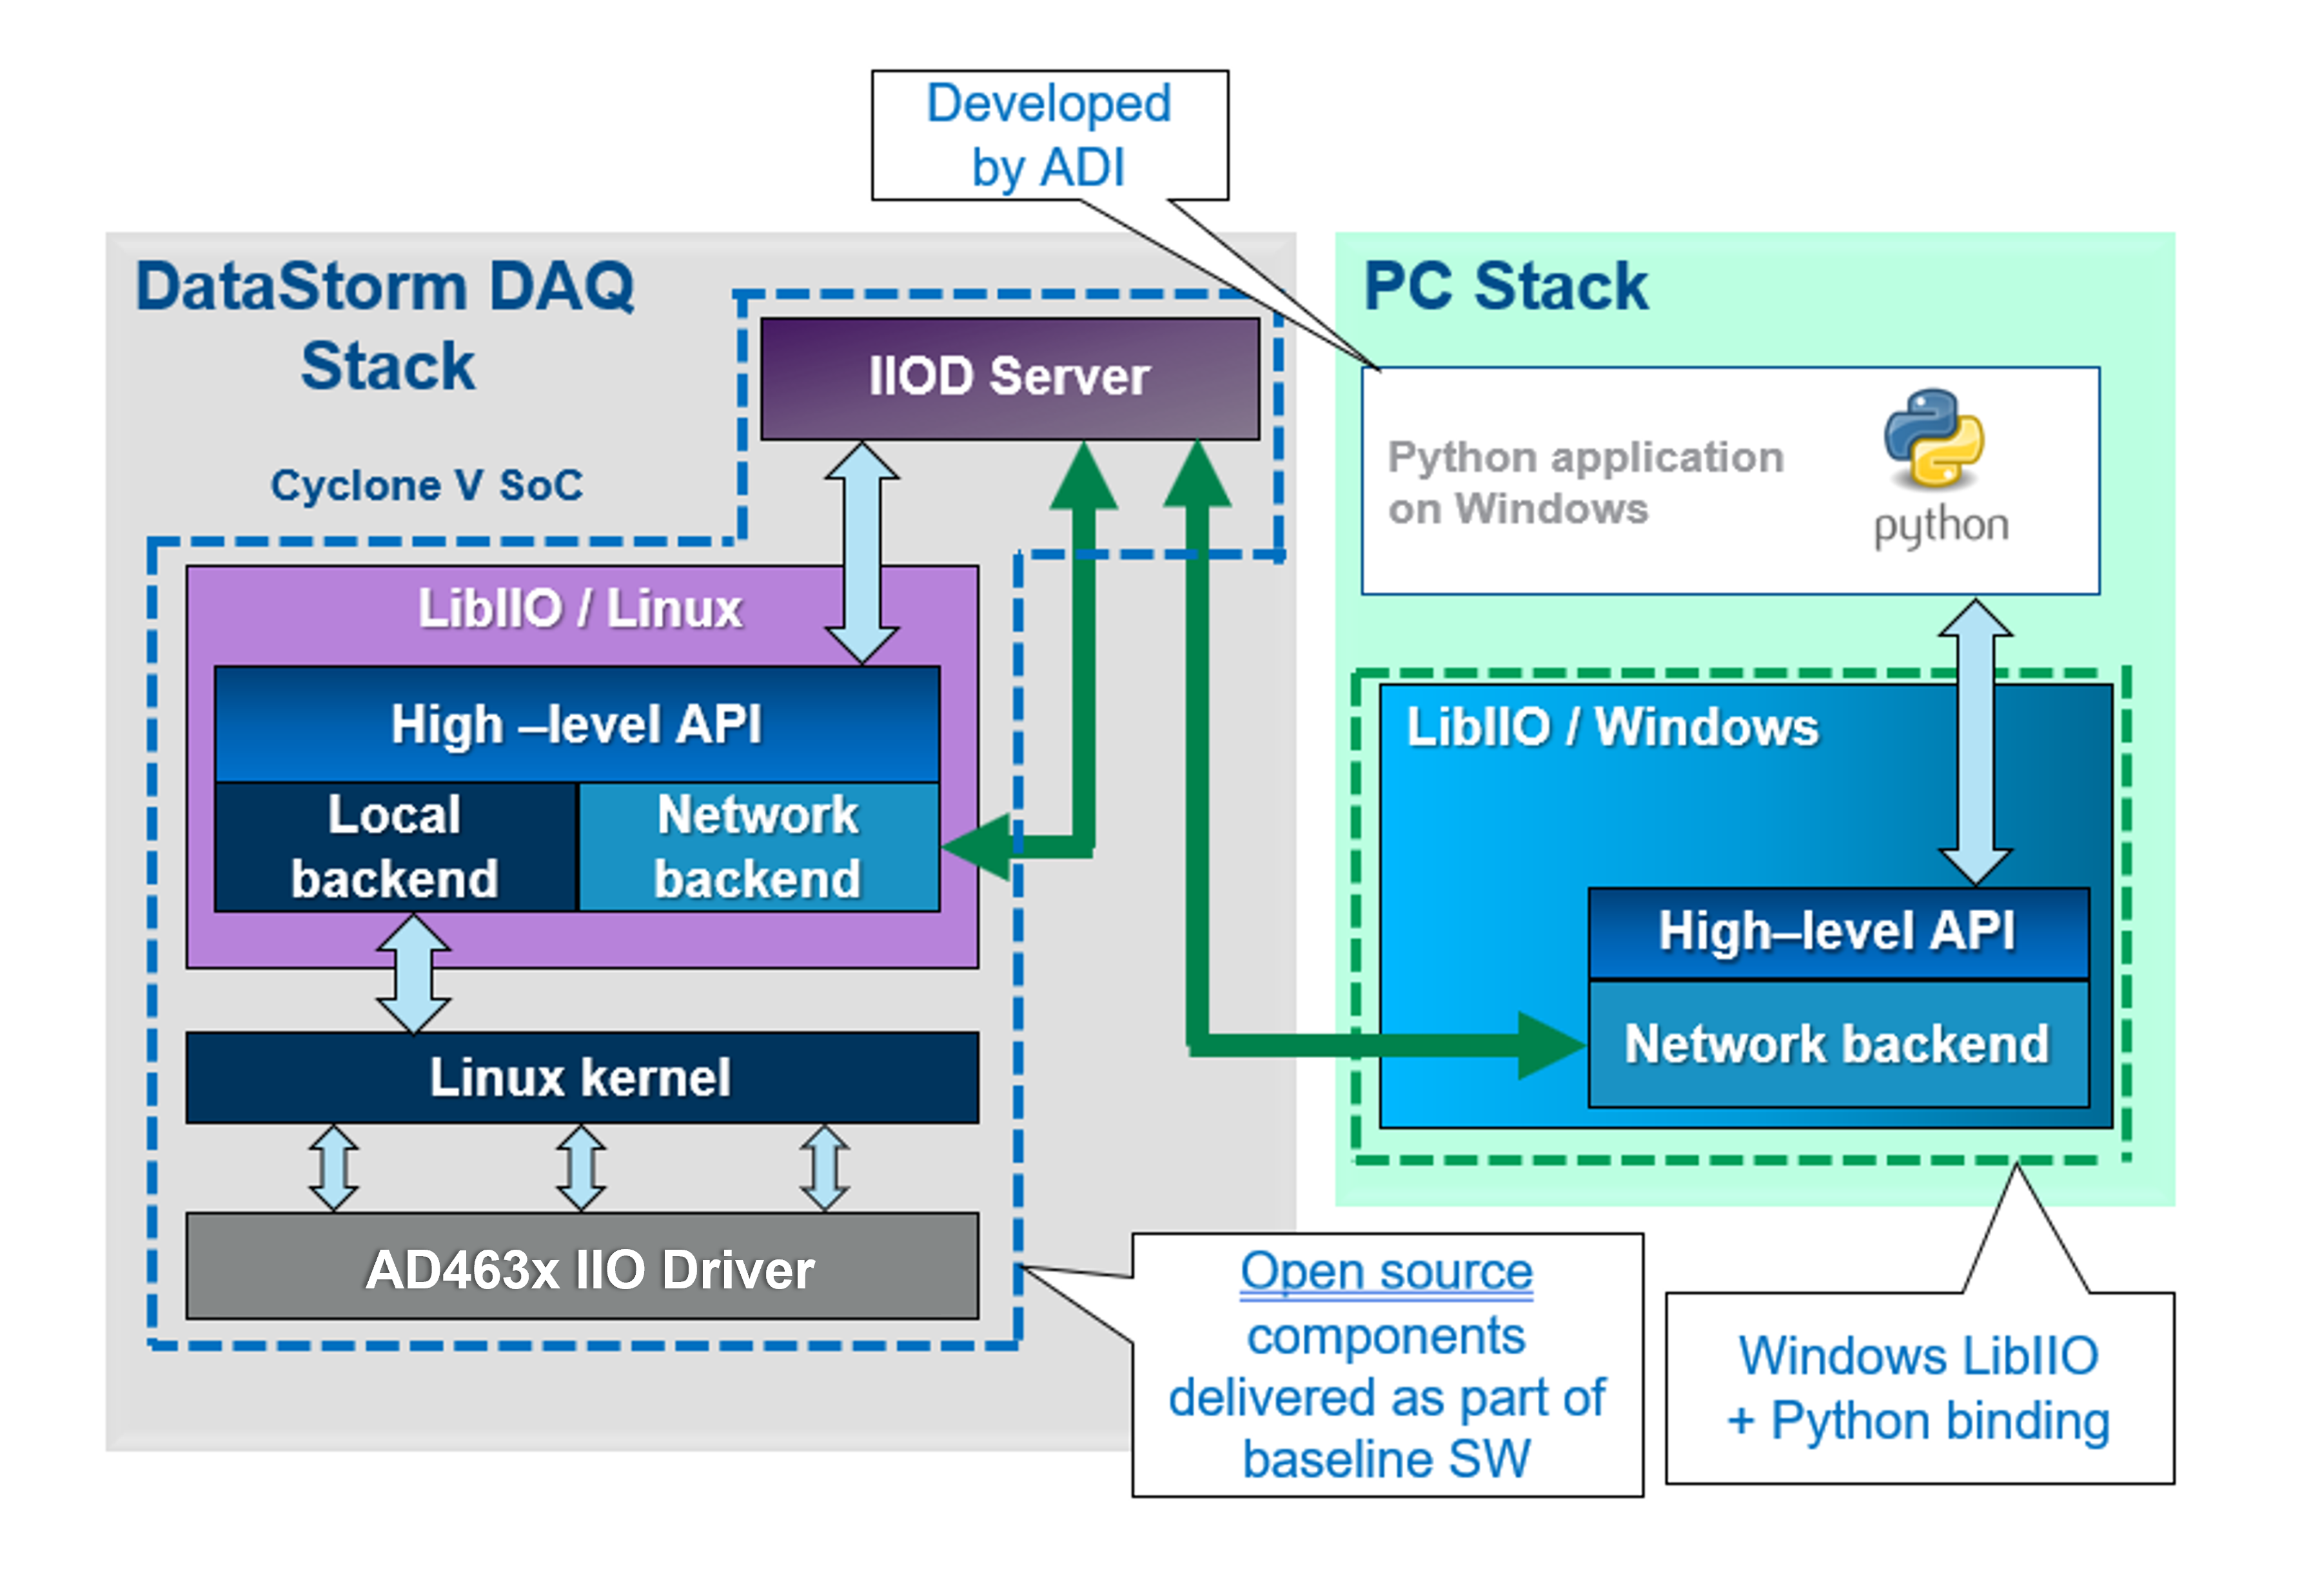 Developed
by ADI
DataStorm DAQ
Stack
Cyclone V SoC
IIOD Server
LibIIO / Linux
High –level API
Local
backend
Network
backend
Linux kernel
AD463x IIO Driver
PC Stack
Python application
on Windows
python
LibIIO / Windows
High–level API
Network backend
Open source
components
delivered as part of
baseline SW
Windows LibIIO
+ Python binding